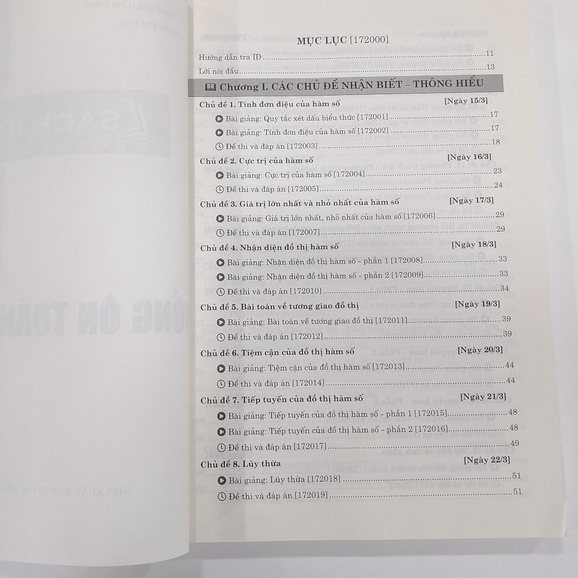 MỤC LỤC [172000]
Hướng dẫn tra ID 11
Lời nói đầu 13
Chương I. CÁC CHỦ ĐỀ NHẬN BIẾT – THÔNG HIỂU
Chủ đề 1. Tính đơn điệu của hàm số [Ngày 15/3]
Bài giảng: Quy tắc xét dấu biểu thức [172001] 17
Bài giảng: Tính đơn điệu của hàm số [172002] 17
Đề thi và đáp án [172003] 18
Chủ đề 2. Cực trị của hàm số [Ngày 16/3]
Bài giảng: Cực trị của hàm số [172004] 23
Đề thi và đáp án [172005] 24
Chủ đề 3. Giá trị lớn nhất và nhỏ nhất của hàm số [Ngày 17/3]
Bài giảng: Giá trị lớn nhất, nhỏ nhất của hàm số [172006] 29
Đề thi và đáp án [172007] 29
Chủ đề 4. Nhận diện đồ thị hàm số [Ngày 18/3]
Bài giảng: Nhận diện đồ thị hàm số - phần 1 [172008] 33
Bài giảng: Nhận diện đồ thị hàm số - phần 2 [172009] 33
Đề thi và đáp án [172010] 34
Chủ đề 5. Bài toán về tương giao đồ thị [Ngày 19/3]
Bài giảng: Bài toán về tương giao đồ thị [172011] 39
Đề thi và đáp án [172012] 39
Chủ đề 6. Tiệm cận của đồ thị hàm số [Ngày 20/3]
Bài giảng: Tiệm cận của đồ thị hàm số [172013] 44
Đề thi và đáp án [172014] 44
Chủ đề 7. Tiếp tuyến của đồ thị hàm số [Ngày 21/3]
Bài giảng: Tiếp tuyến của đồ thị hàm số - phần 1 [172015] 48
Bài giảng: Tiếp tuyến của đồ thị hàm số - phần 2 [172016] 48
Đề thi và đáp án [172017] 49
Chủ đề 8. Lũy thừa [Ngày 22/3]
Bài giảng: Lũy thừa [172018] 51
Đề thi và đáp án [172019] 51